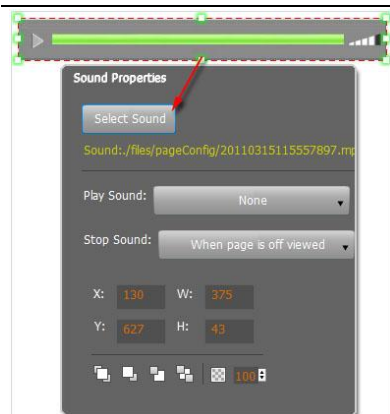 Sound Properties
Select Sound
Sound:./files/pageConfig/20110315115557897.mp
Play Sound: None
Stop Sound: When page is off viewed
X: 130 W: 375
Y: 627 H: 43
100